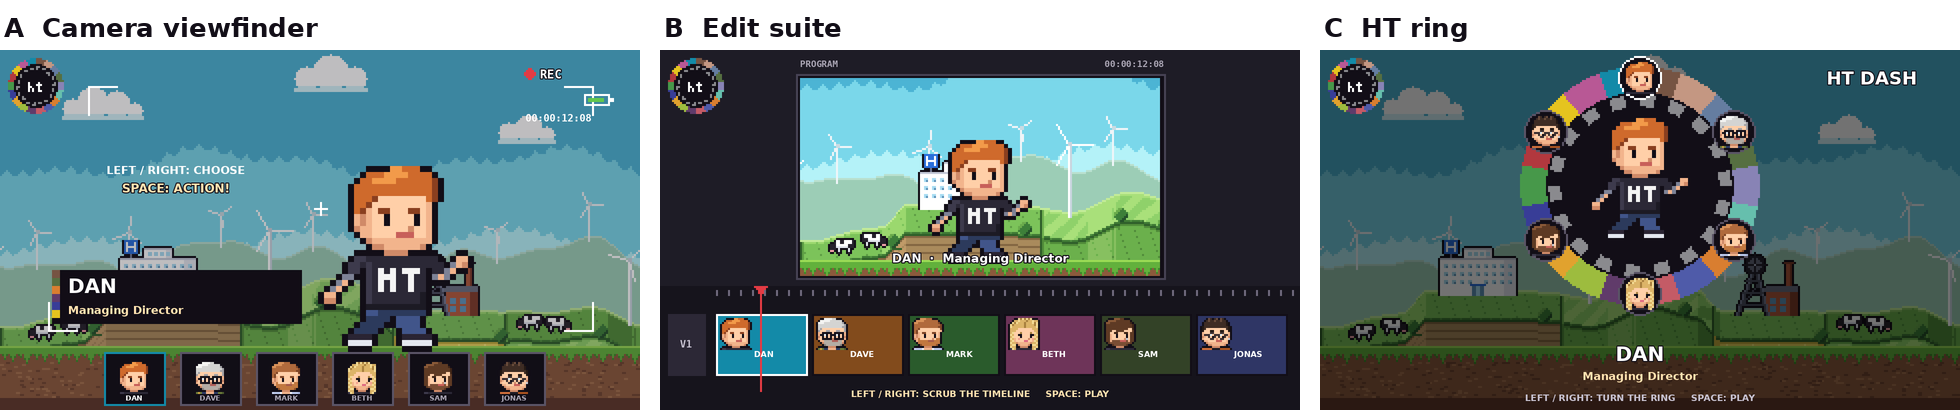 A Camera viewfinder
ht
REC
00:00:12:08
LEFT / RIGHT: CHOOSE
SPACE: ACTION!
H
HT
DAN
Managing Director
DAN
DAVE
MARK
BETH
SAM
JONAS
B Edit suite
ht
PROGRAM
00:00:12:08
H
HT
DAN · Managing Director
V1
DAN
DAVE
MARK
BETH
SAM
JONAS
LEFT / RIGHT: SCRUB THE TIMELINE SPACE: PLAY
C HT ring
ht
HT DASH
HT
H
DAN
Managing Director
LEFT / RIGHT: TURN THE RING SPACE: PLAY